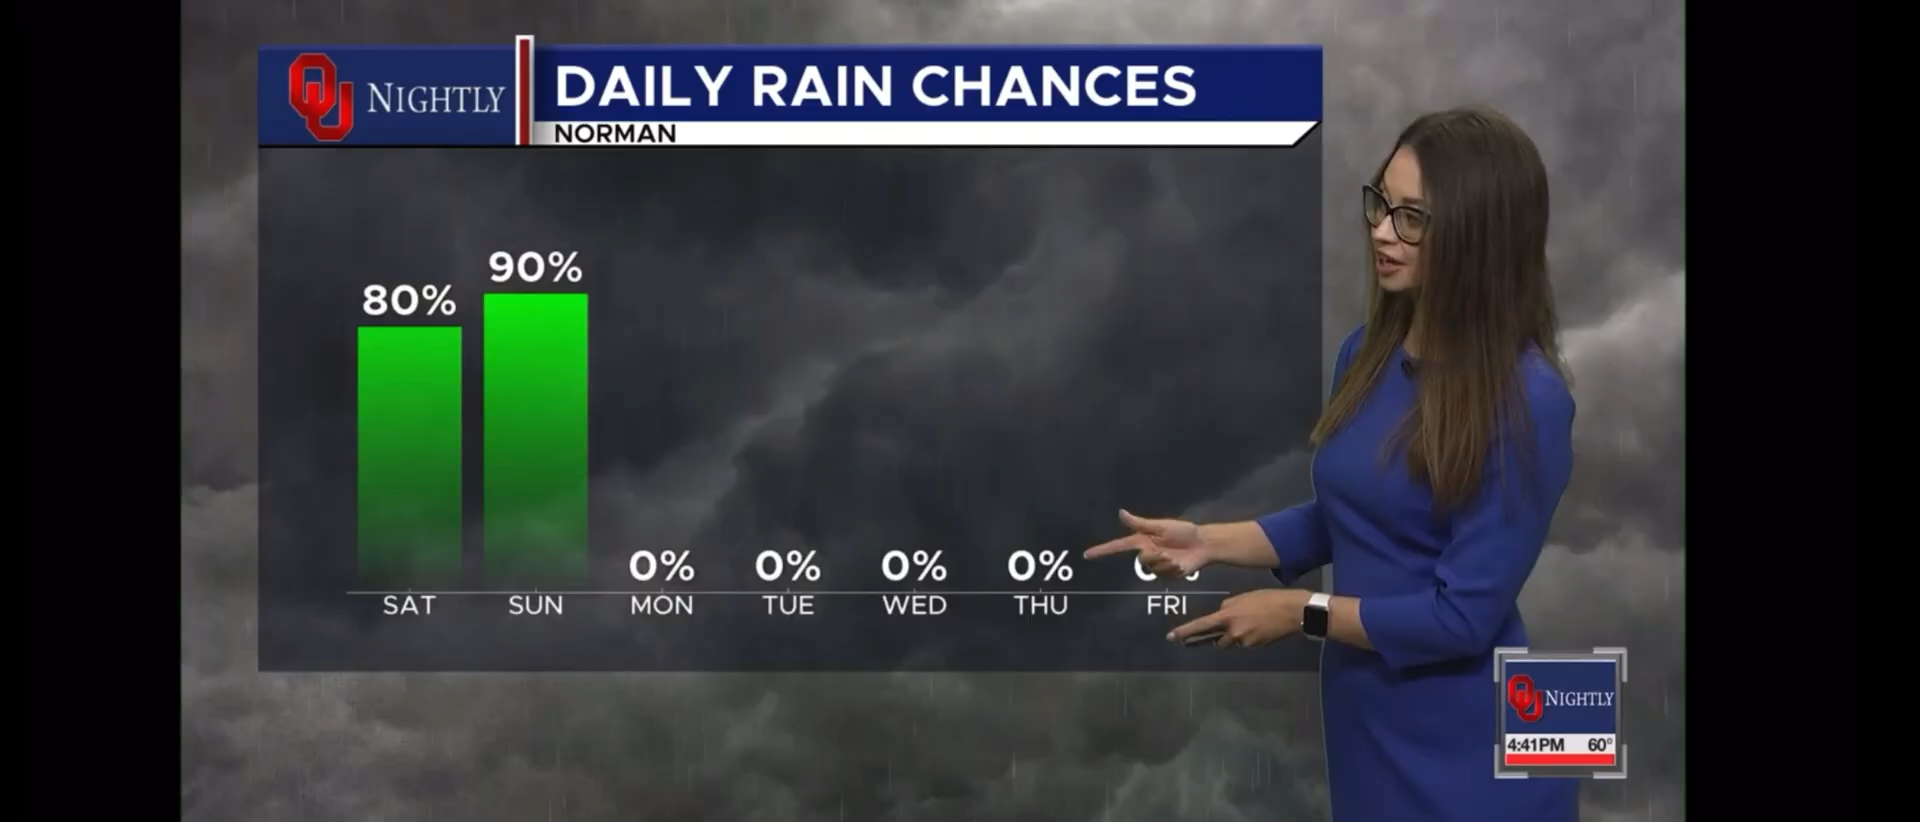 OU NIGHTLY
DAILY RAIN CHANCES
NORMAN
80%
90%
0%
0%
0%
0%
SAT
SUN
MON
TUE
WED
THU
FRI
OU NIGHTLY
4:41PM 60°